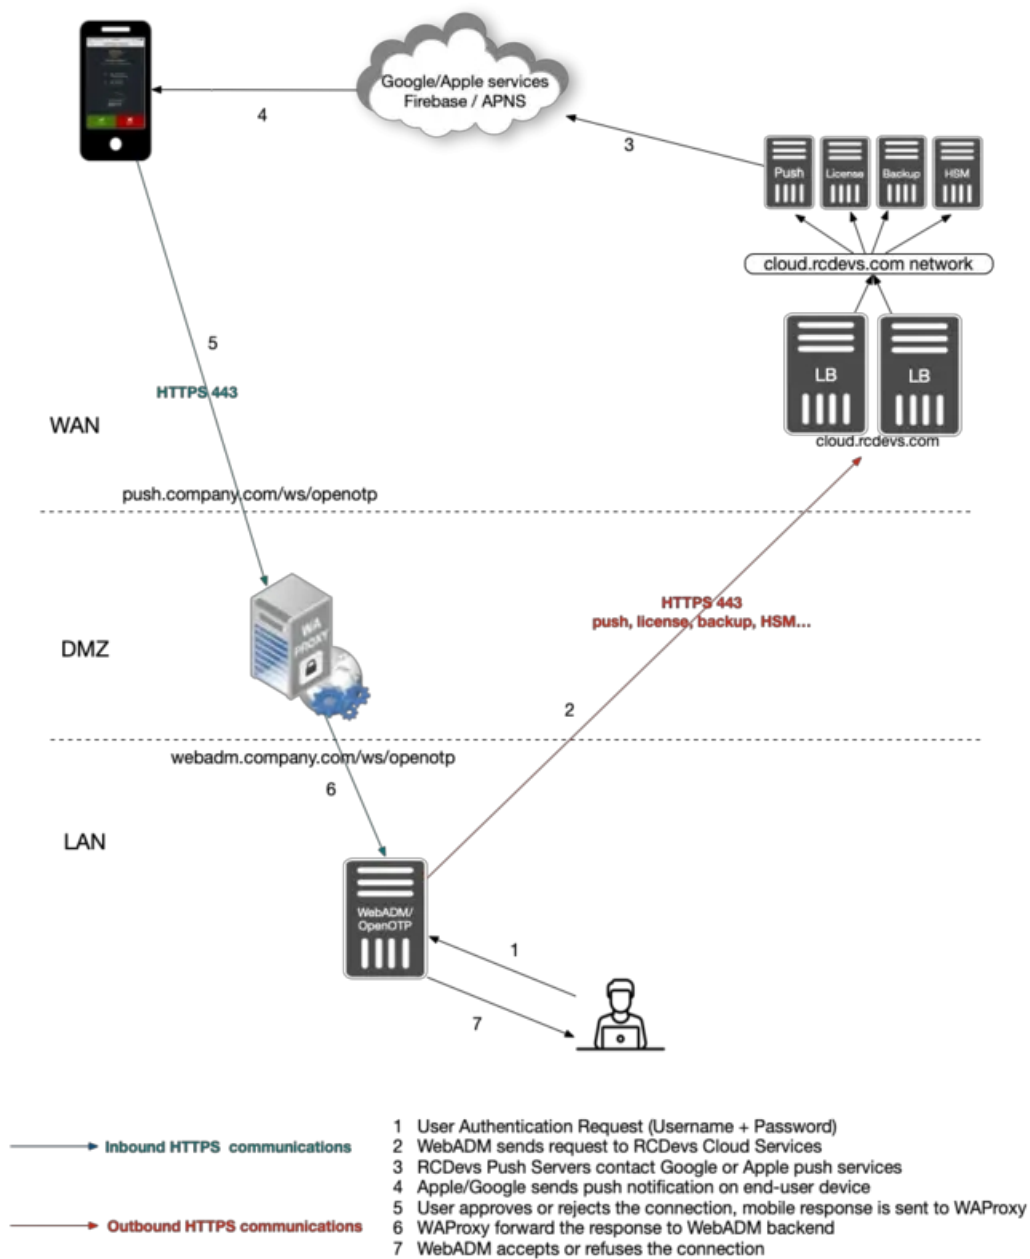 Google/Apple services
Firebase / APNS
4
3
Push
License
Backup
HSM
cloud.rcdevs.com network
LB
LB
cloud.rcdevs.com
5
HTTPS 443
WAN
push.company.com/ws/openotp
HTTPS 443
push, license, backup, HSM...
WA
PROXY
DMZ
2
webadm.company.com/ws/openotp
6
LAN
WebADM/
OpenOTP
1
7
Inbound HTTPS communications
Outbound HTTPS communications
1 User Authentication Request (Username + Password)
2 WebADM sends request to RCDevs Cloud Services
3 RCDevs Push Servers contact Google or Apple push services
4 Apple/Google sends push notification on end-user device
5 User approves or rejects the connection, mobile response is sent to WAProxy
6 WAProxy forward the response to WebADM backend
7 WebADM accepts or refuses the connection